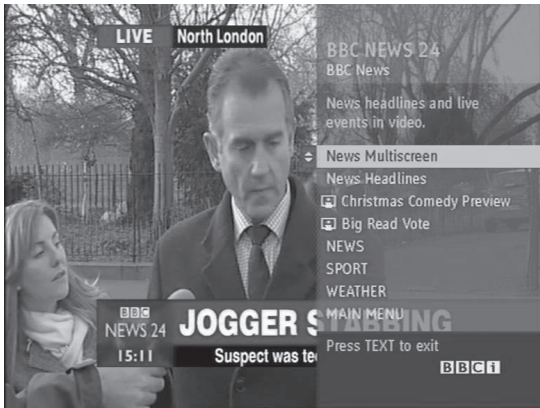 LIVE North London
BBC NEWS 24
BBC News
News headlines and live
events in video.
News Multiscreen
News Headlines
Christmas Comedy Preview
Big Read Vote
NEWS
SPORT
WEATHER
MAIN MENU
Press TEXT to exit
BBCi
BBC
NEWS 24
15:11
JOGGER STABBING
Suspect was